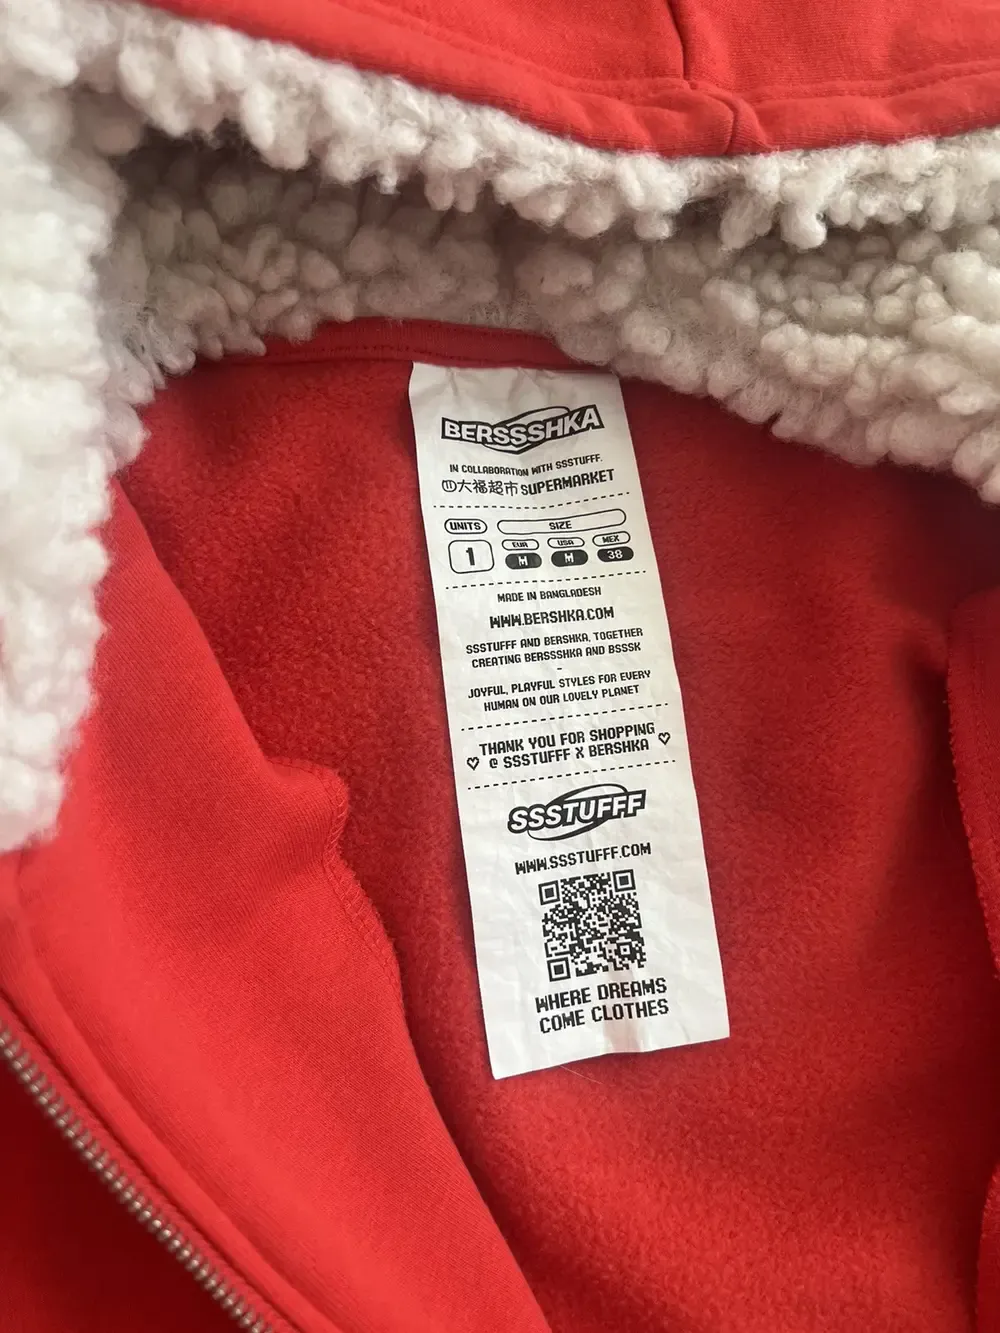 BERSSSHKA
IN COLLABORATION WITH SSSTUFFF.
大福超市 SUPERMARKET
UNITS SIZE
1 EUR M USA M MEX 38
MADE IN BANGLADESH
WWW.BERSHKA.COM
SSSTUFFF AND BERSHKA, TOGETHER
CREATING BERSSSHKA AND BSSSK
-
JOYFUL, PLAYFUL STYLES FOR EVERY
HUMAN ON OUR LOVELY PLANET
THANK YOU FOR SHOPPING
♡ @ SSSTUFFF X BERSHKA ♡
SSSTUFFF
WWW.SSSTUFFF.COM
WHERE DREAMS
COME CLOTHES